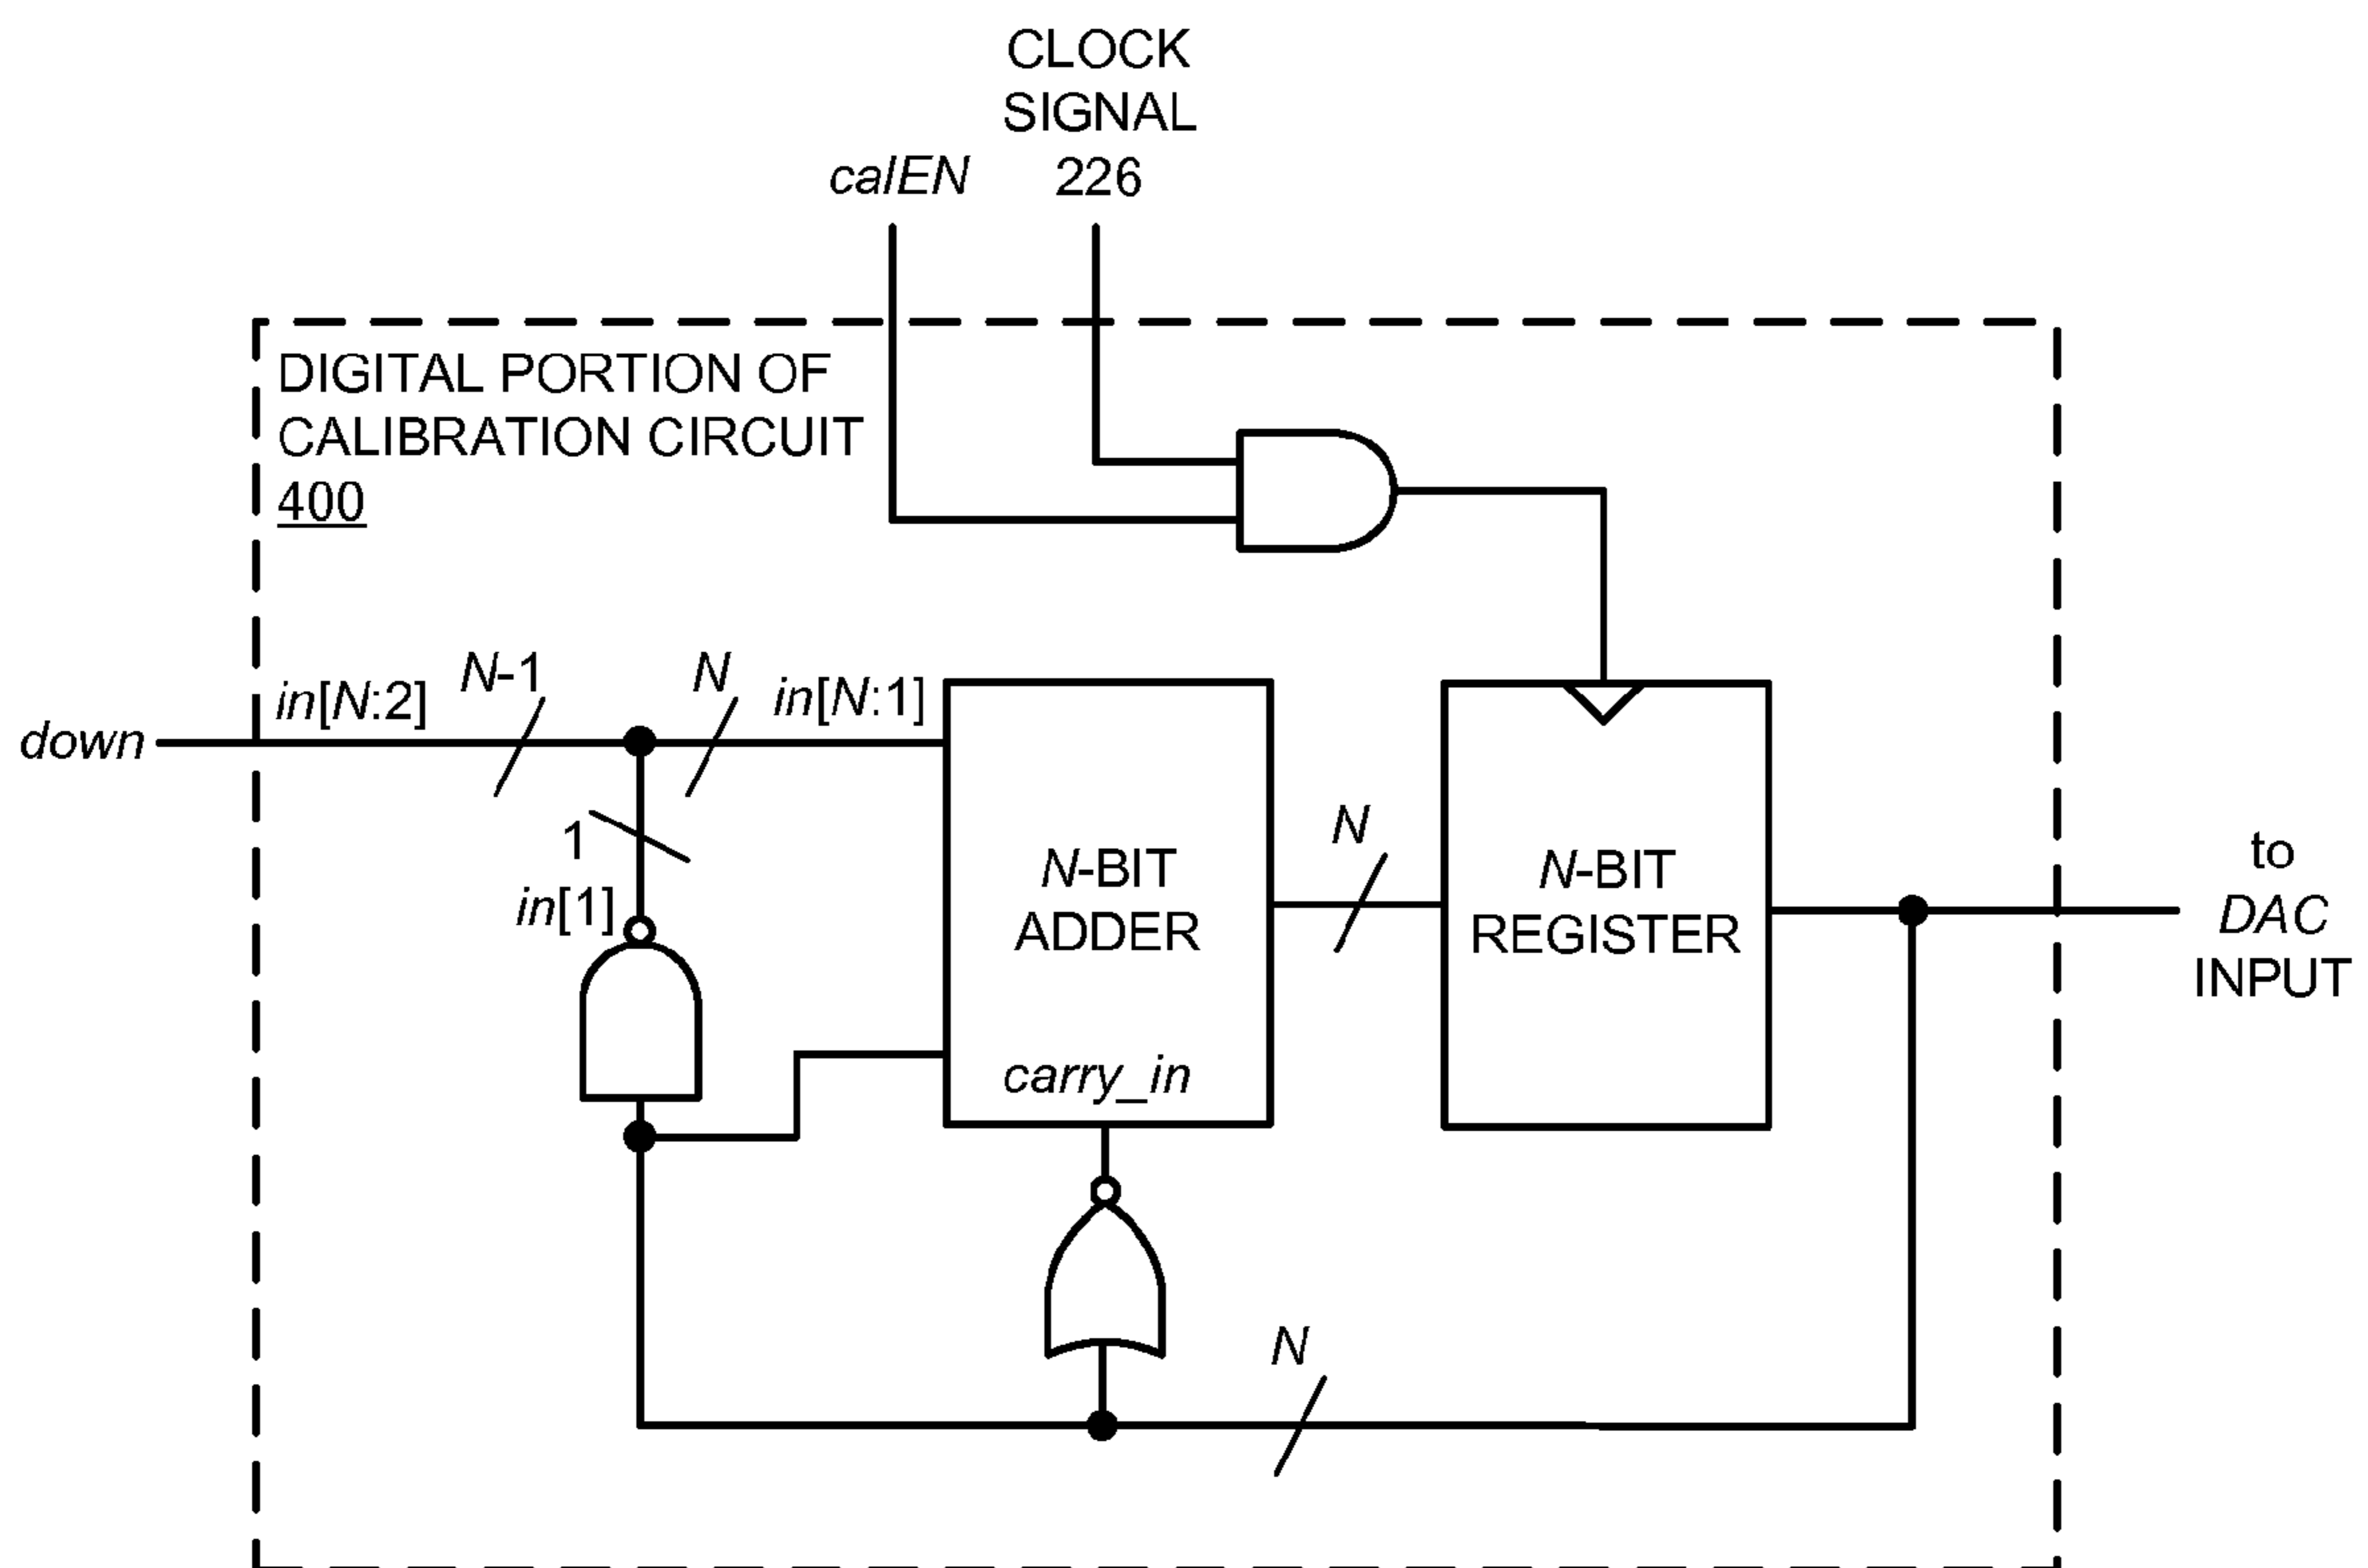 CLOCK
SIGNAL
226
calEN
DIGITAL PORTION OF
CALIBRATION CIRCUIT
400
down
in[N:2]
N-1
N
in[N:1]
1
in[1]
N-BIT
ADDER
carry_in
N
N-BIT
REGISTER
to
DAC
INPUT
N